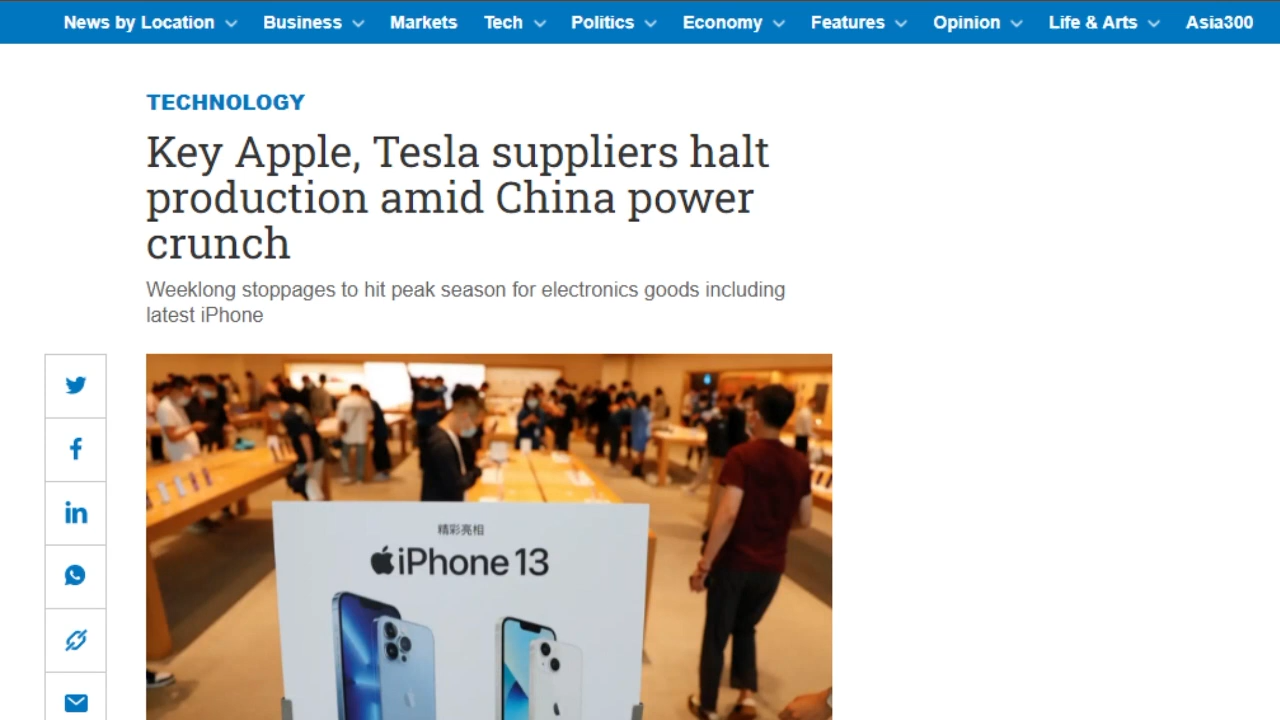 News by Location Business Markets Tech Politics Economy Features Opinion Life & Arts Asia300
TECHNOLOGY
Key Apple, Tesla suppliers halt
production amid China power
crunch
Weeklong stoppages to hit peak season for electronics goods including
latest iPhone
in
精彩亮相
iPhone 13